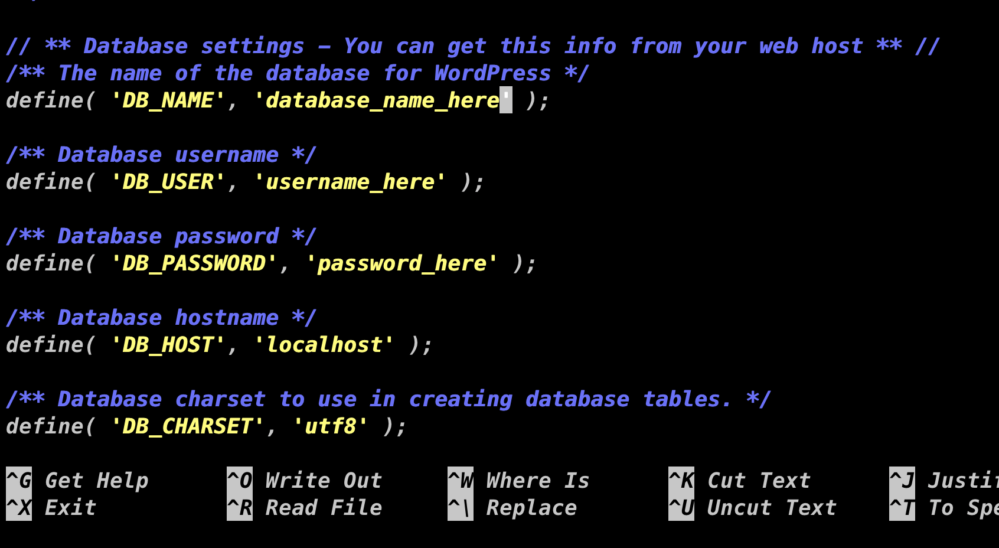 // ** Database settings - You can get this info from your web host ** //
/** The name of the database for WordPress */
define( 'DB_NAME', 'database_name_here' );
/** Database username */
define( 'DB_USER', 'username_here' );
/** Database password */
define( 'DB_PASSWORD', 'password_here' );
/** Database hostname */
define( 'DB_HOST', 'localhost' );
/** Database charset to use in creating database tables. */
define( 'DB_CHARSET', 'utf8' );
^G Get Help ^O Write Out ^W Where Is ^K Cut Text ^J Justif
^X Exit ^R Read File ^\ Replace ^U Uncut Text ^T To Spe